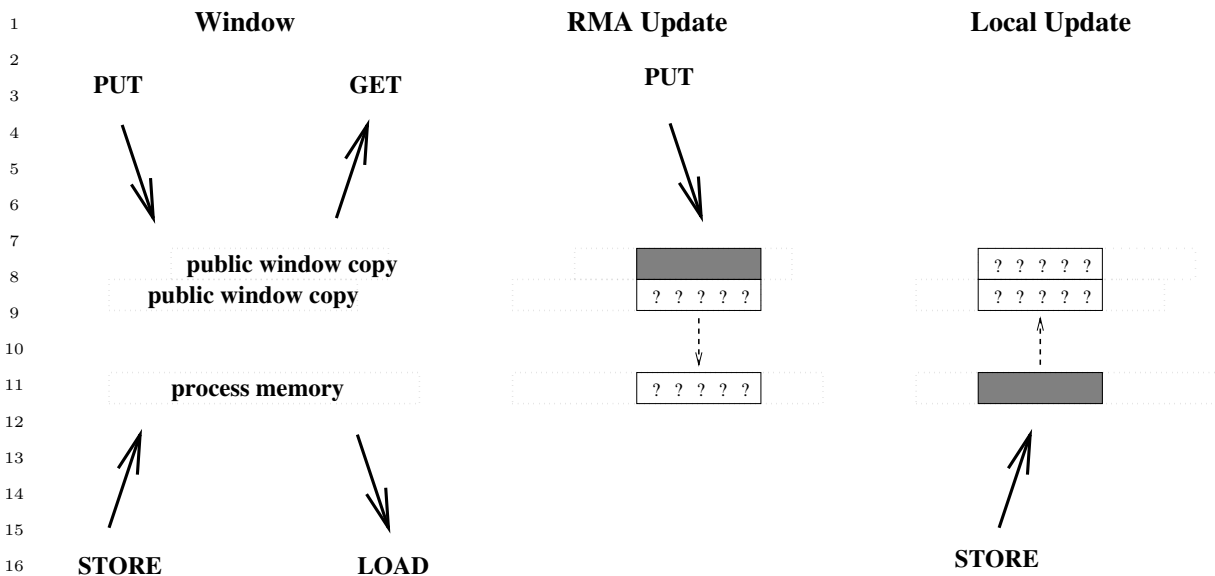 1 Window RMA Update Local Update
2
PUT GET PUT
3
4
5
6
7
public window copy ? ? ? ? ?
8
public window copy ? ? ? ? ? ? ? ? ? ?
9
10
11 process memory ? ? ? ? ?
12
13
14
15
16 STORE LOAD STORE